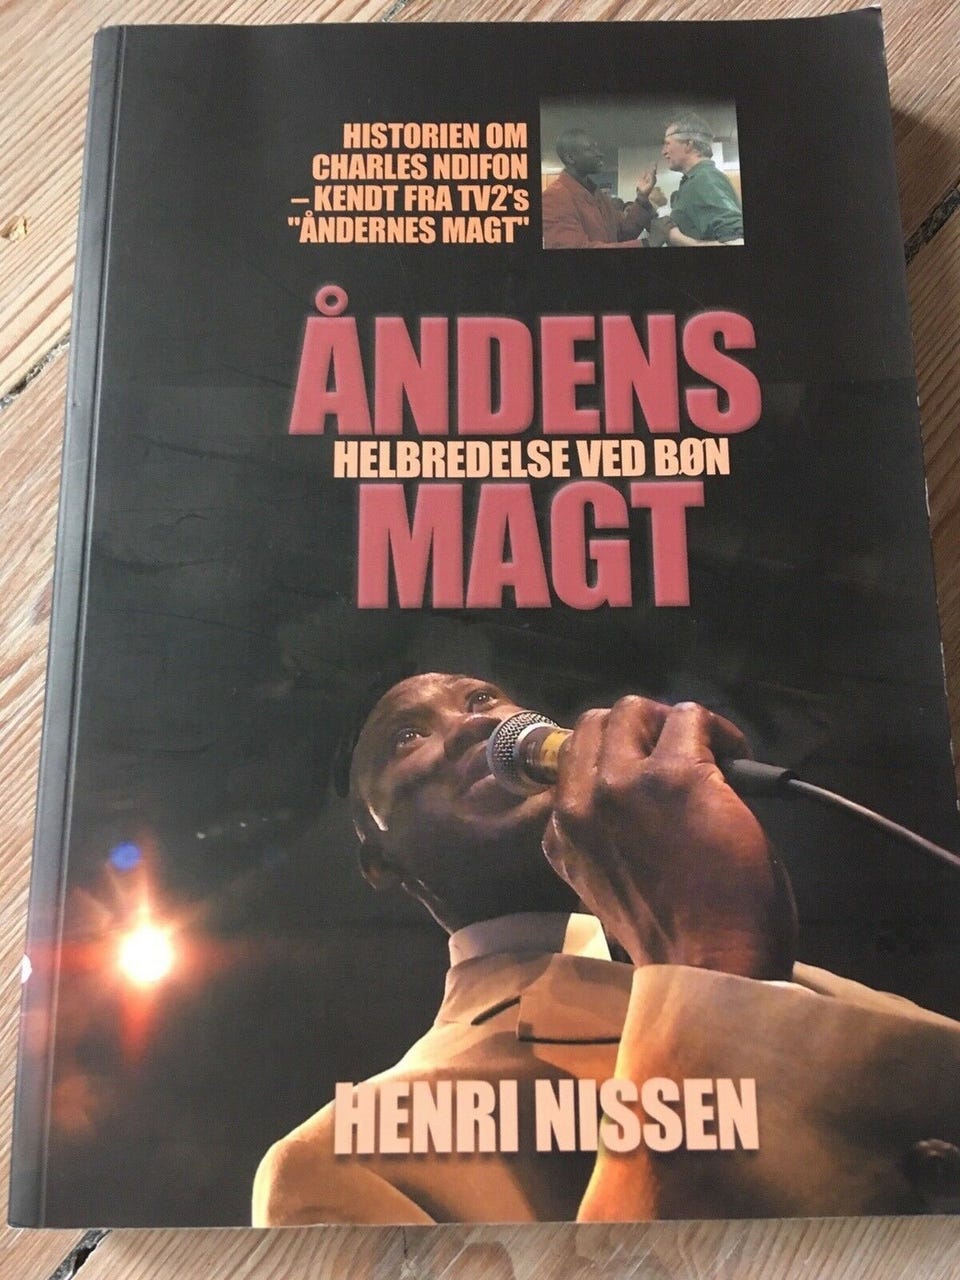 HISTORIEN OM
CHARLES NDIFON
– KENDT FRA TV2's
"ÅNDERNES MAGT"
ÅNDENS
HELBREDELSE VED BØN
MAGT
HENRI NISSEN